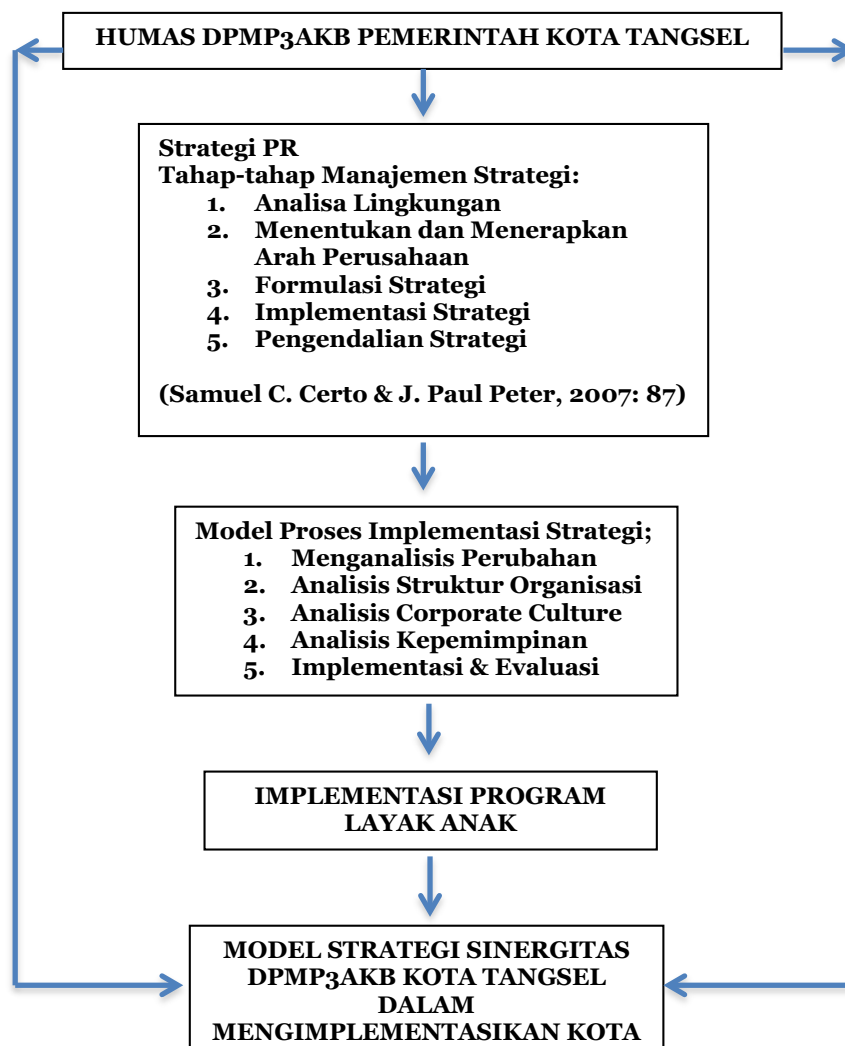 HUMAS DPMP3AKB PEMERINTAH KOTA TANGSEL
Strategi PR
Tahap-tahap Manajemen Strategi:
1. Analisa Lingkungan
2. Menentukan dan Menerapkan
Arah Perusahaan
3. Formulasi Strategi
4. Implementasi Strategi
5. Pengendalian Strategi
(Samuel C. Certo & J. Paul Peter, 2007: 87)
Model Proses Implementasi Strategi;
1. Menganalisis Perubahan
2. Analisis Struktur Organisasi
3. Analisis Corporate Culture
4. Analisis Kepemimpinan
5. Implementasi & Evaluasi
IMPLEMENTASI PROGRAM
LAYAK ANAK
MODEL STRATEGI SINERGITAS
DPMP3AKB KOTA TANGSEL
DALAM
MENGIMPLEMENTASIKAN KOTA